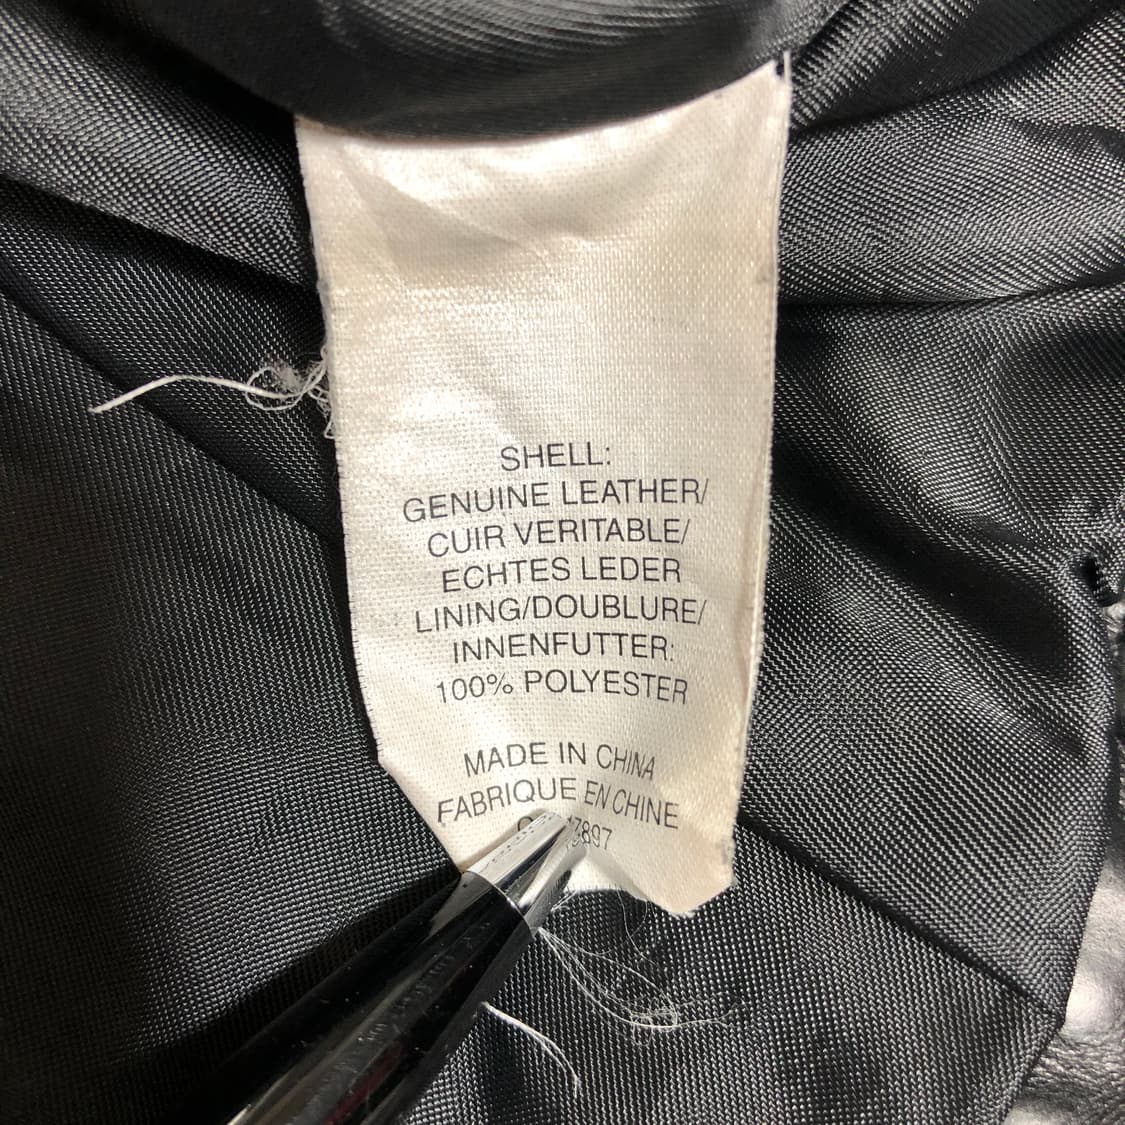 SHELL:
GENUINE LEATHER/
CUIR VERITABLE/
ECHTES LEDER
LINING/DOUBLURE/
INNENFUTTER:
100% POLYESTER
MADE IN CHINA
FABRIQUE EN CHINE